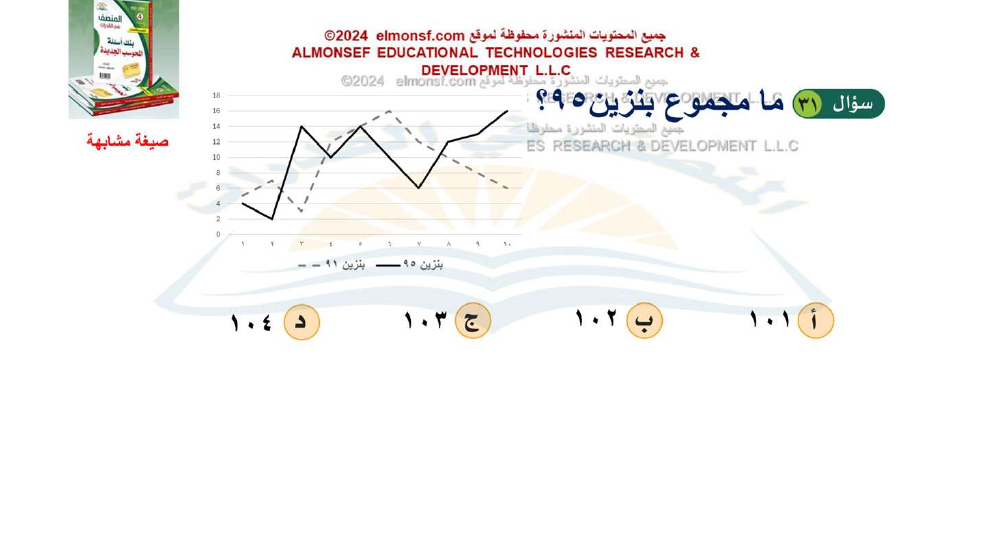 المنصف
في القدرات
4
بنك أسئلة
المحوسب الجديدة
صيغة مشابهة
جميع المحتويات المنشورة محفوظة لموقع elmonsf.com ©2024
ALMONSEF EDUCATIONAL TECHNOLOGIES RESEARCH &
DEVELOPMENT L.L.C
جميع المحتويات المنشورة محفوظة لموقع elmonsf.com ©2024
سؤال ٣١ ما مجموع بنزين ٩٥؟
جميع المحتويات المنشورة محفوظة
ES RESEARCH & DEVELOPMENT L.L.C
18
16
14
12
10
8
6
4
2
0
١ ٢ ٣ ٤ ٥ ٦ ٧ ٨ ٩ ١٠
بنزين ٩١ بنزين ٩٥
أ ١٠١ ب ١٠٢ ج ١٠٣ د ١٠٤